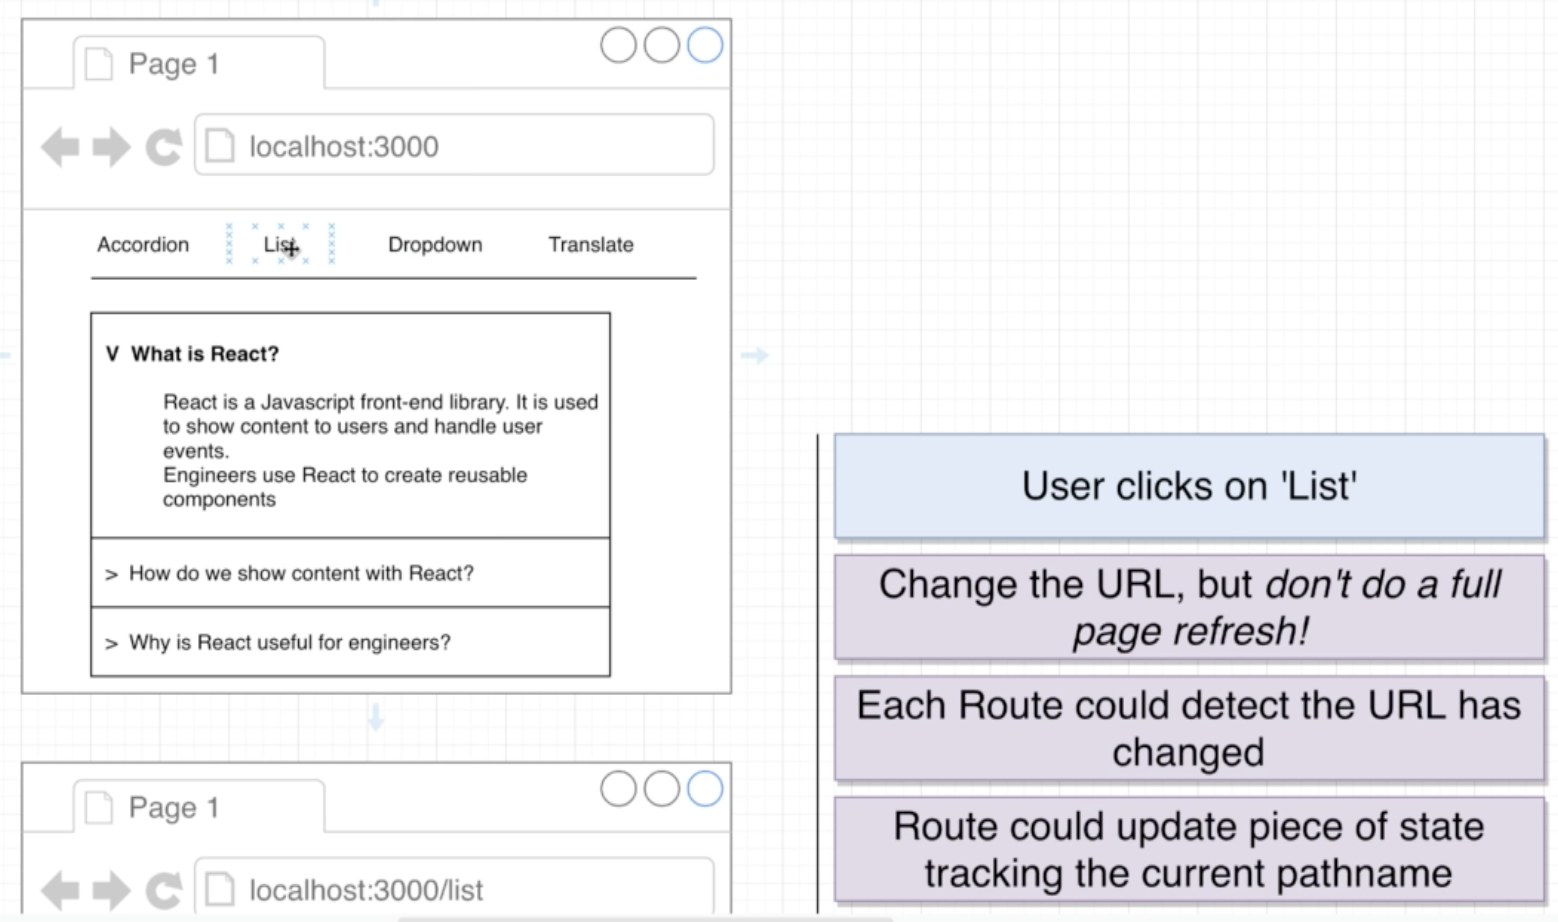 Page 1
localhost:3000
Accordion List Dropdown Translate
V What is React?
React is a Javascript front-end library. It is used
to show content to users and handle user
events.
Engineers use React to create reusable
components
> How do we show content with React?
> Why is React useful for engineers?
Page 1
localhost:3000/list
User clicks on 'List'
Change the URL, but don't do a full
page refresh!
Each Route could detect the URL has
changed
Route could update piece of state
tracking the current pathname